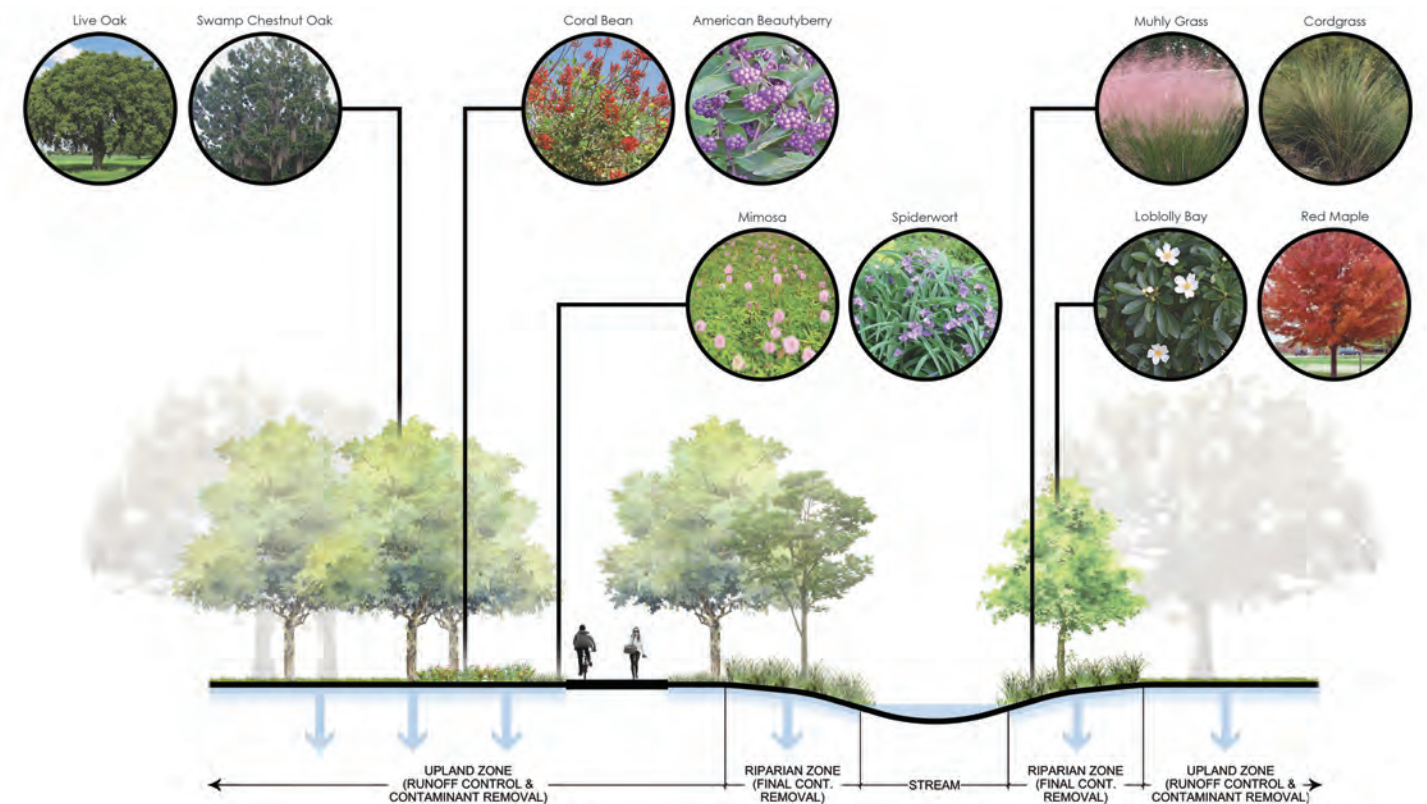 Live Oak
Swamp Chestnut Oak
Coral Bean
American Beautyberry
Muhly Grass
Cordgrass
Mimosa
Spiderwort
Loblolly Bay
Red Maple
UPLAND ZONE
(RUNOFF CONTROL &
CONTAMINANT REMOVAL)
RIPARIAN ZONE
(FINAL CONT.
REMOVAL)
STREAM
RIPARIAN ZONE
(FINAL CONT.
REMOVAL)
UPLAND ZONE
(RUNOFF CONTROL &
CONTAMINANT REMOVAL)